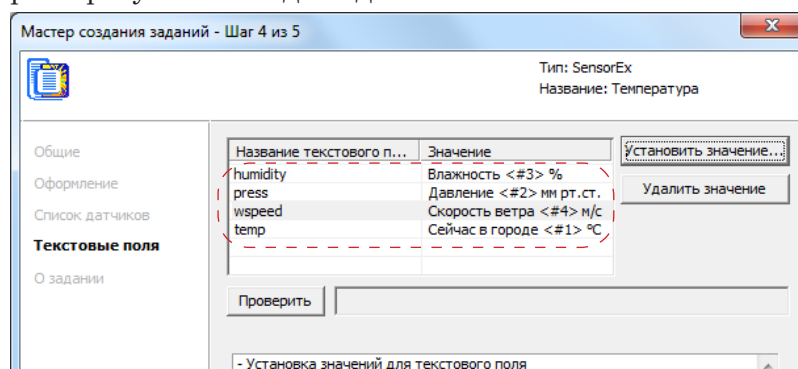 Мастер создания заданий - Шаг 4 из 5
Тип: SensorEx
Название: Температура
Общие
Оформление
Список датчиков
Текстовые поля
О задании
Название текстового п... Значение
humidity Влажность <#3> %
press Давление <#2> мм рт.ст.
wspeed Скорость ветра <#4> м/с
temp Сейчас в городе <#1> °C
Установить значение...
Удалить значение
Проверить
- Установка значений для текстового поля